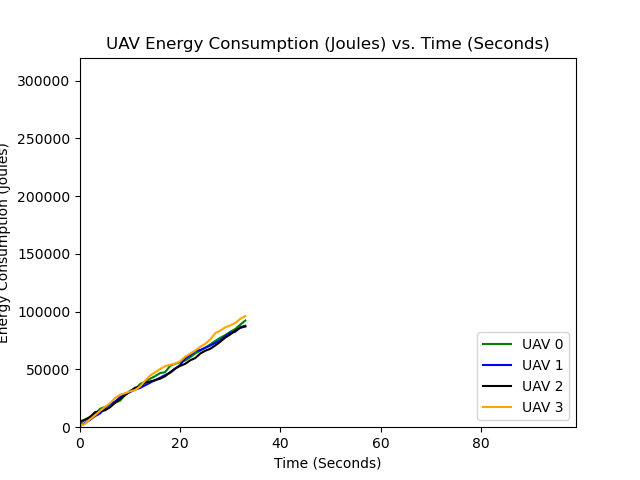 UAV Energy Consumption (Joules) vs. Time (Seconds)
300000
250000
200000
150000
100000
50000
0
Energy Consumption (Joules)
0 20 40 60 80
Time (Seconds)
UAV 0
UAV 1
UAV 2
UAV 3